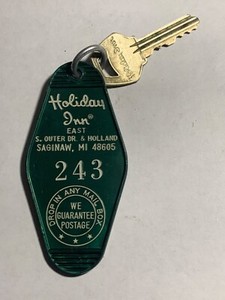 Holiday
Inn®
EAST
S. OUTER DR. & HOLLAND
SAGINAW, MI 48605
243
DROP IN ANY MAIL BOX
WE
GUARANTEE
POSTAGE